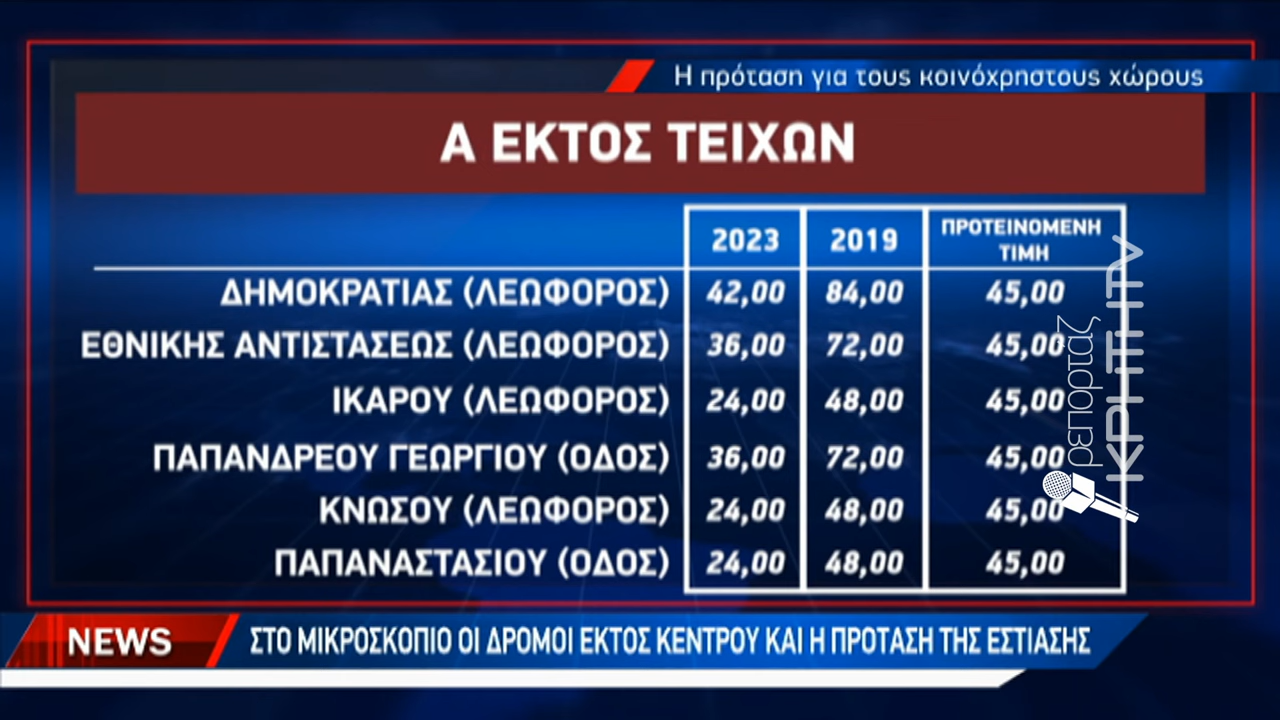 Η πρόταση για τους κοινόχρηστους χώρους
Α ΕΚΤΟΣ ΤΕΙΧΩΝ
2023 2019 ΠΡΟΤΕΙΝΟΜΕΝΗ
ΤΙΜΗ
ΔΗΜΟΚΡΑΤΙΑΣ (ΛΕΩΦΟΡΟΣ) 42,00 84,00 45,00
ΕΘΝΙΚΗΣ ΑΝΤΙΣΤΑΣΕΩΣ (ΛΕΩΦΟΡΟΣ) 36,00 72,00 45,00
ΙΚΑΡΟΥ (ΛΕΩΦΟΡΟΣ) 24,00 48,00 45,00
ΠΑΠΑΝΔΡΕΟΥ ΓΕΩΡΓΙΟΥ (ΟΔΟΣ) 36,00 72,00 45,00
ΚΝΩΣΟΥ (ΛΕΩΦΟΡΟΣ) 24,00 48,00 45,00
ΠΑΠΑΝΑΣΤΑΣΙΟΥ (ΟΔΟΣ) 24,00 48,00 45,00
ρεπορτάζ
KPHTH TV
NEWS ΣΤΟ ΜΙΚΡΟΣΚΟΠΙΟ ΟΙ ΔΡΟΜΟΙ ΕΚΤΟΣ ΚΕΝΤΡΟΥ ΚΑΙ Η ΠΡΟΤΑΣΗ ΤΗΣ ΕΣΤΙΑΣΗΣ